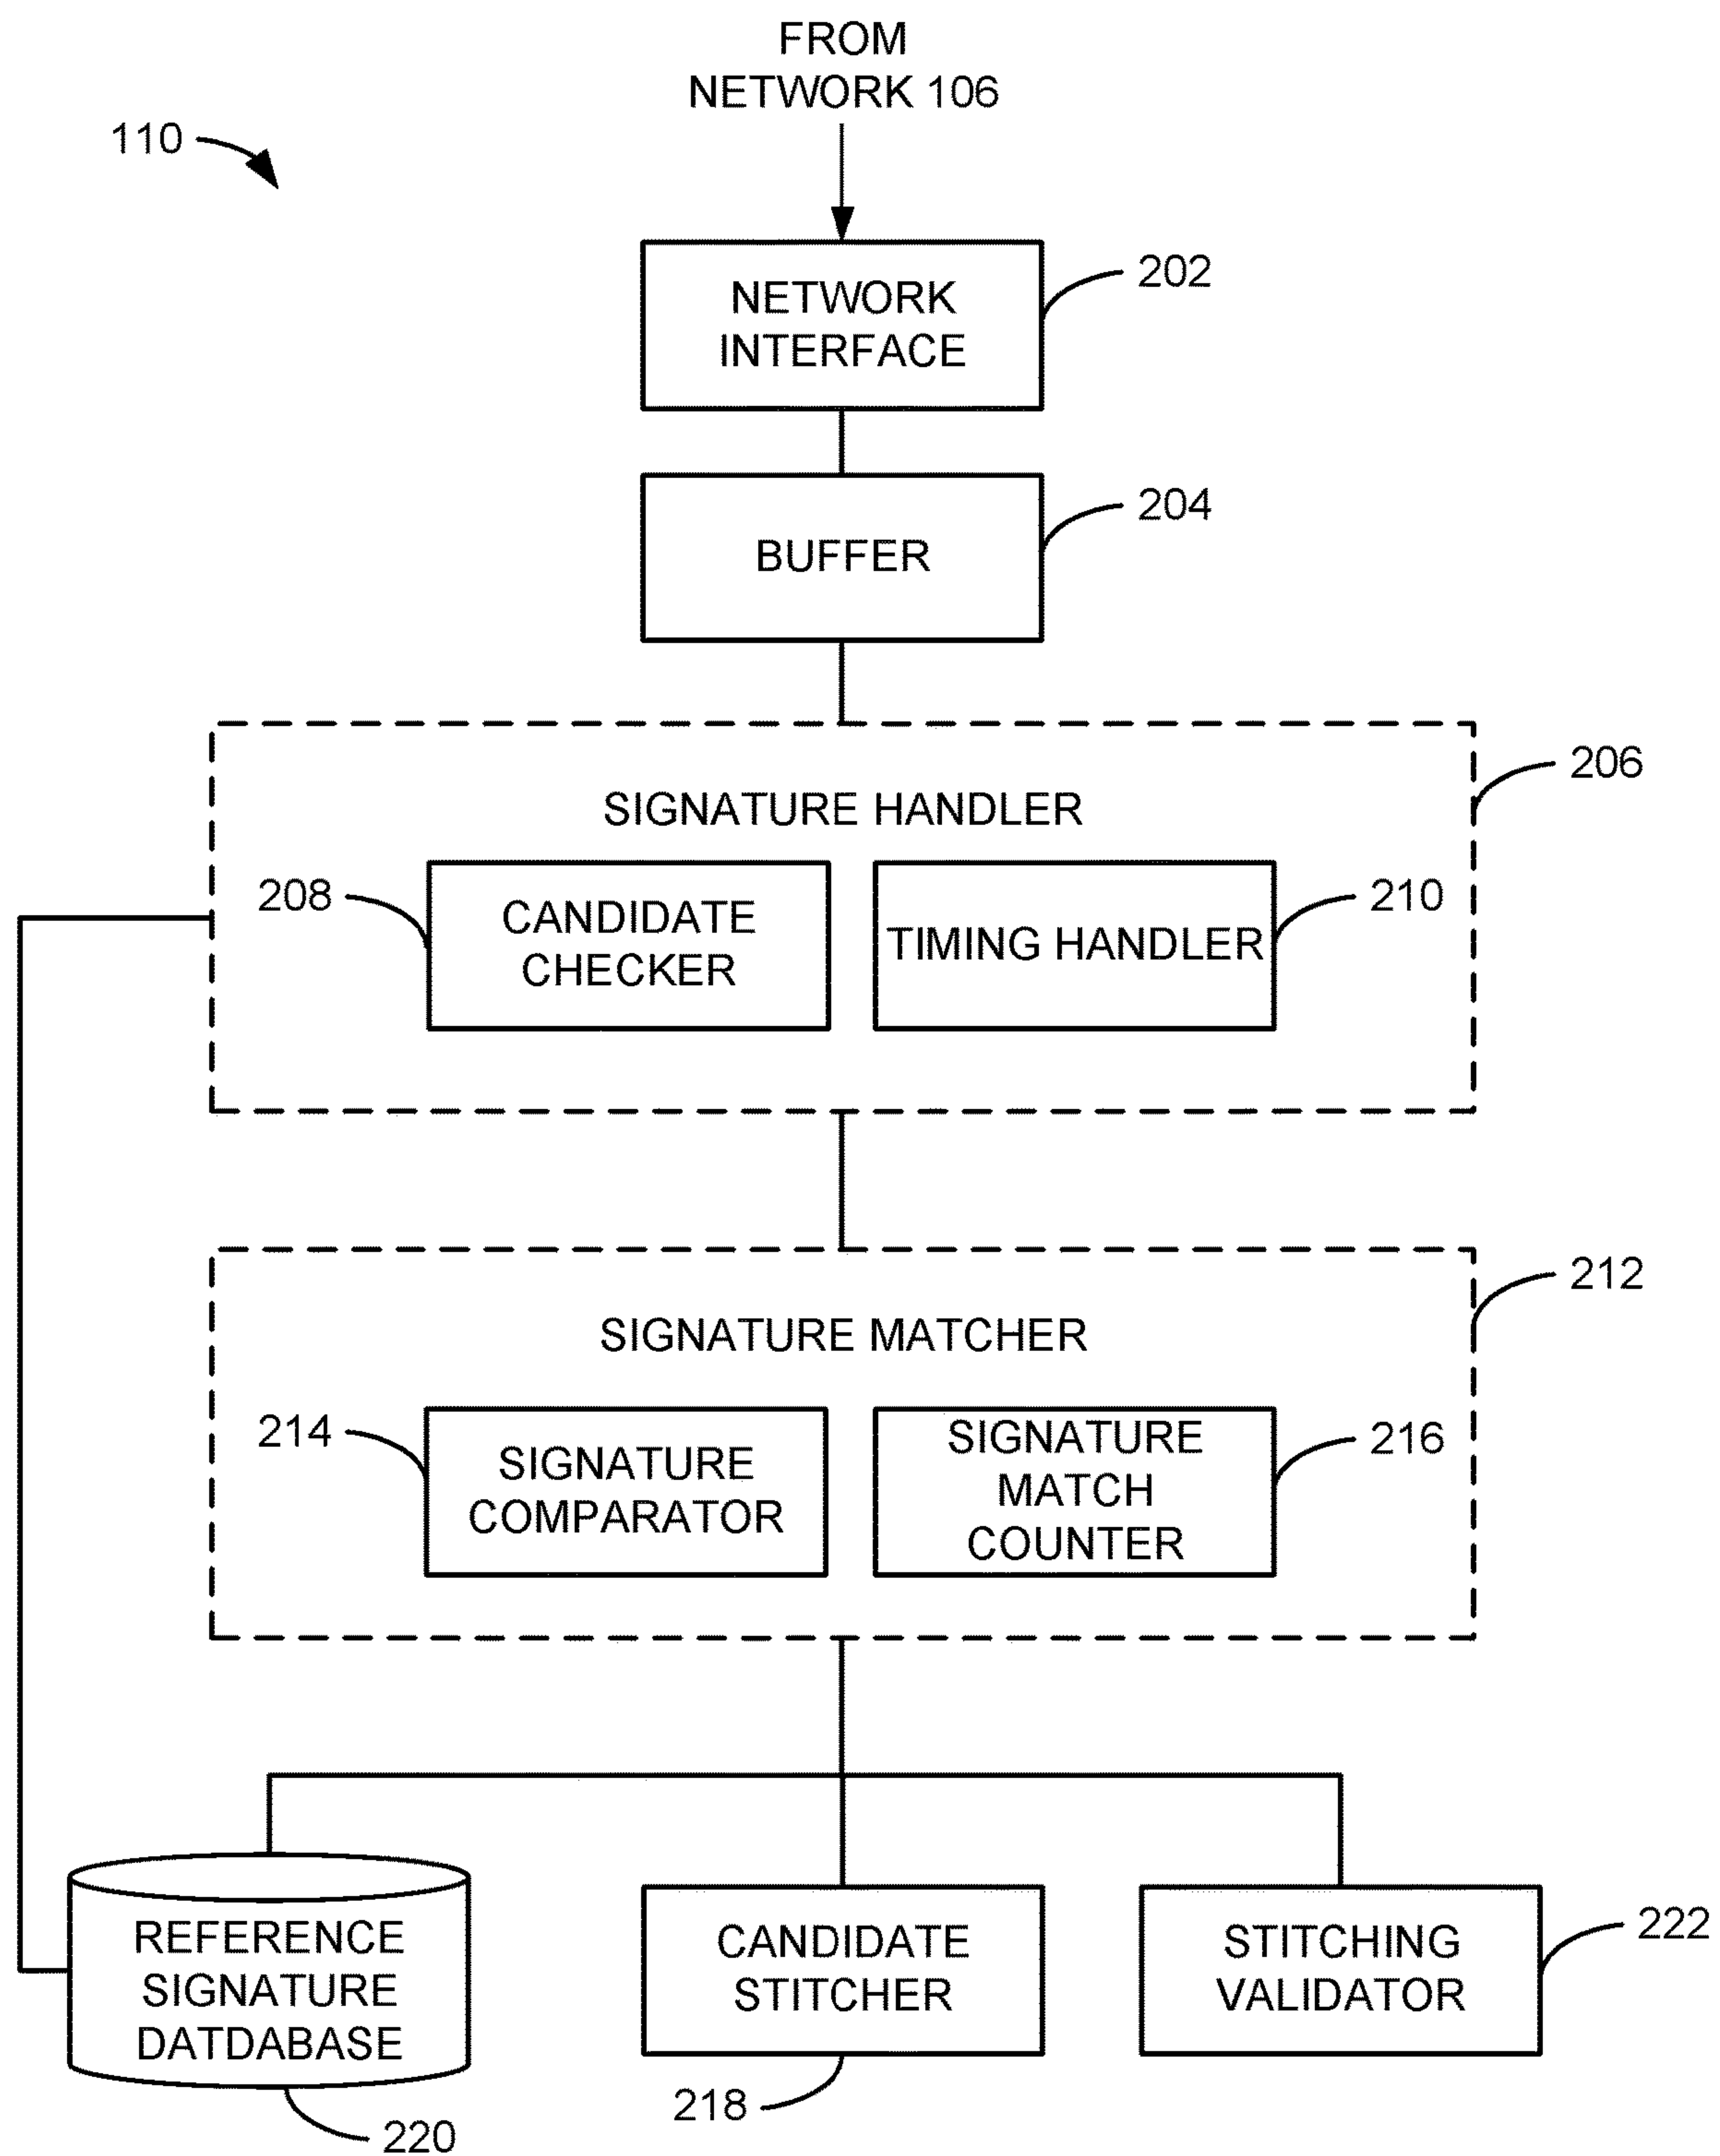 FROM
NETWORK 106
110
202
NETWORK
INTERFACE
204
BUFFER
206
SIGNATURE HANDLER
208
CANDIDATE
CHECKER
TIMING HANDLER
210
212
SIGNATURE MATCHER
214
SIGNATURE
COMPARATOR
SIGNATURE
MATCH
COUNTER
216
REFERENCE
SIGNATURE
DATDABASE
220
CANDIDATE
STITCHER
218
STITCHING
VALIDATOR
222